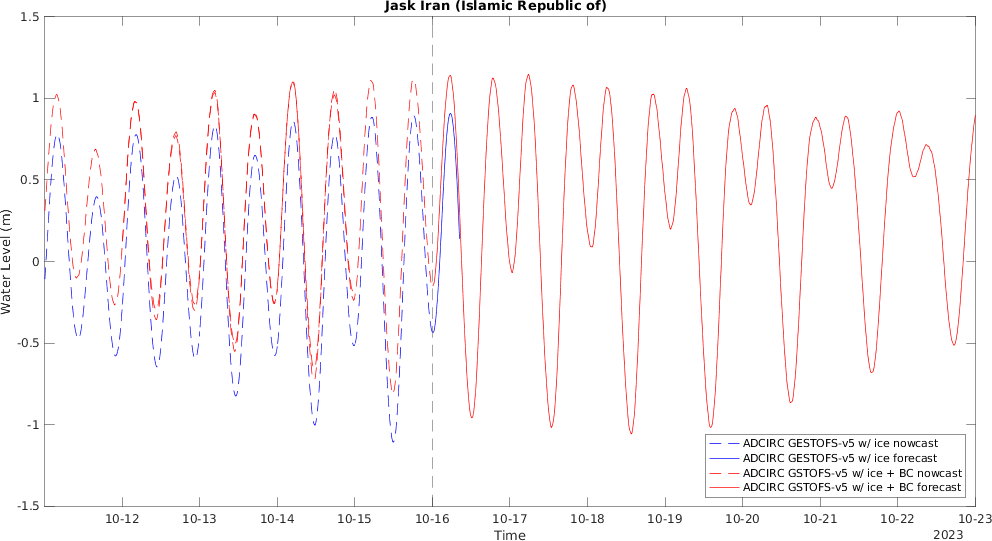 Jask Iran (Islamic Republic of)
1.5
1
0.5
0
-0.5
-1
-1.5
Water Level (m)
10-12
10-13
10-14
10-15
10-16
10-17
10-18
10-19
10-20
10-21
10-22
10-23
Time
2023
ADCIRC GESTOFS-v5 w/ ice nowcast
ADCIRC GESTOFS-v5 w/ ice forecast
ADCIRC GSTOFS-v5 w/ ice + BC nowcast
ADCIRC GSTOFS-v5 w/ ice + BC forecast